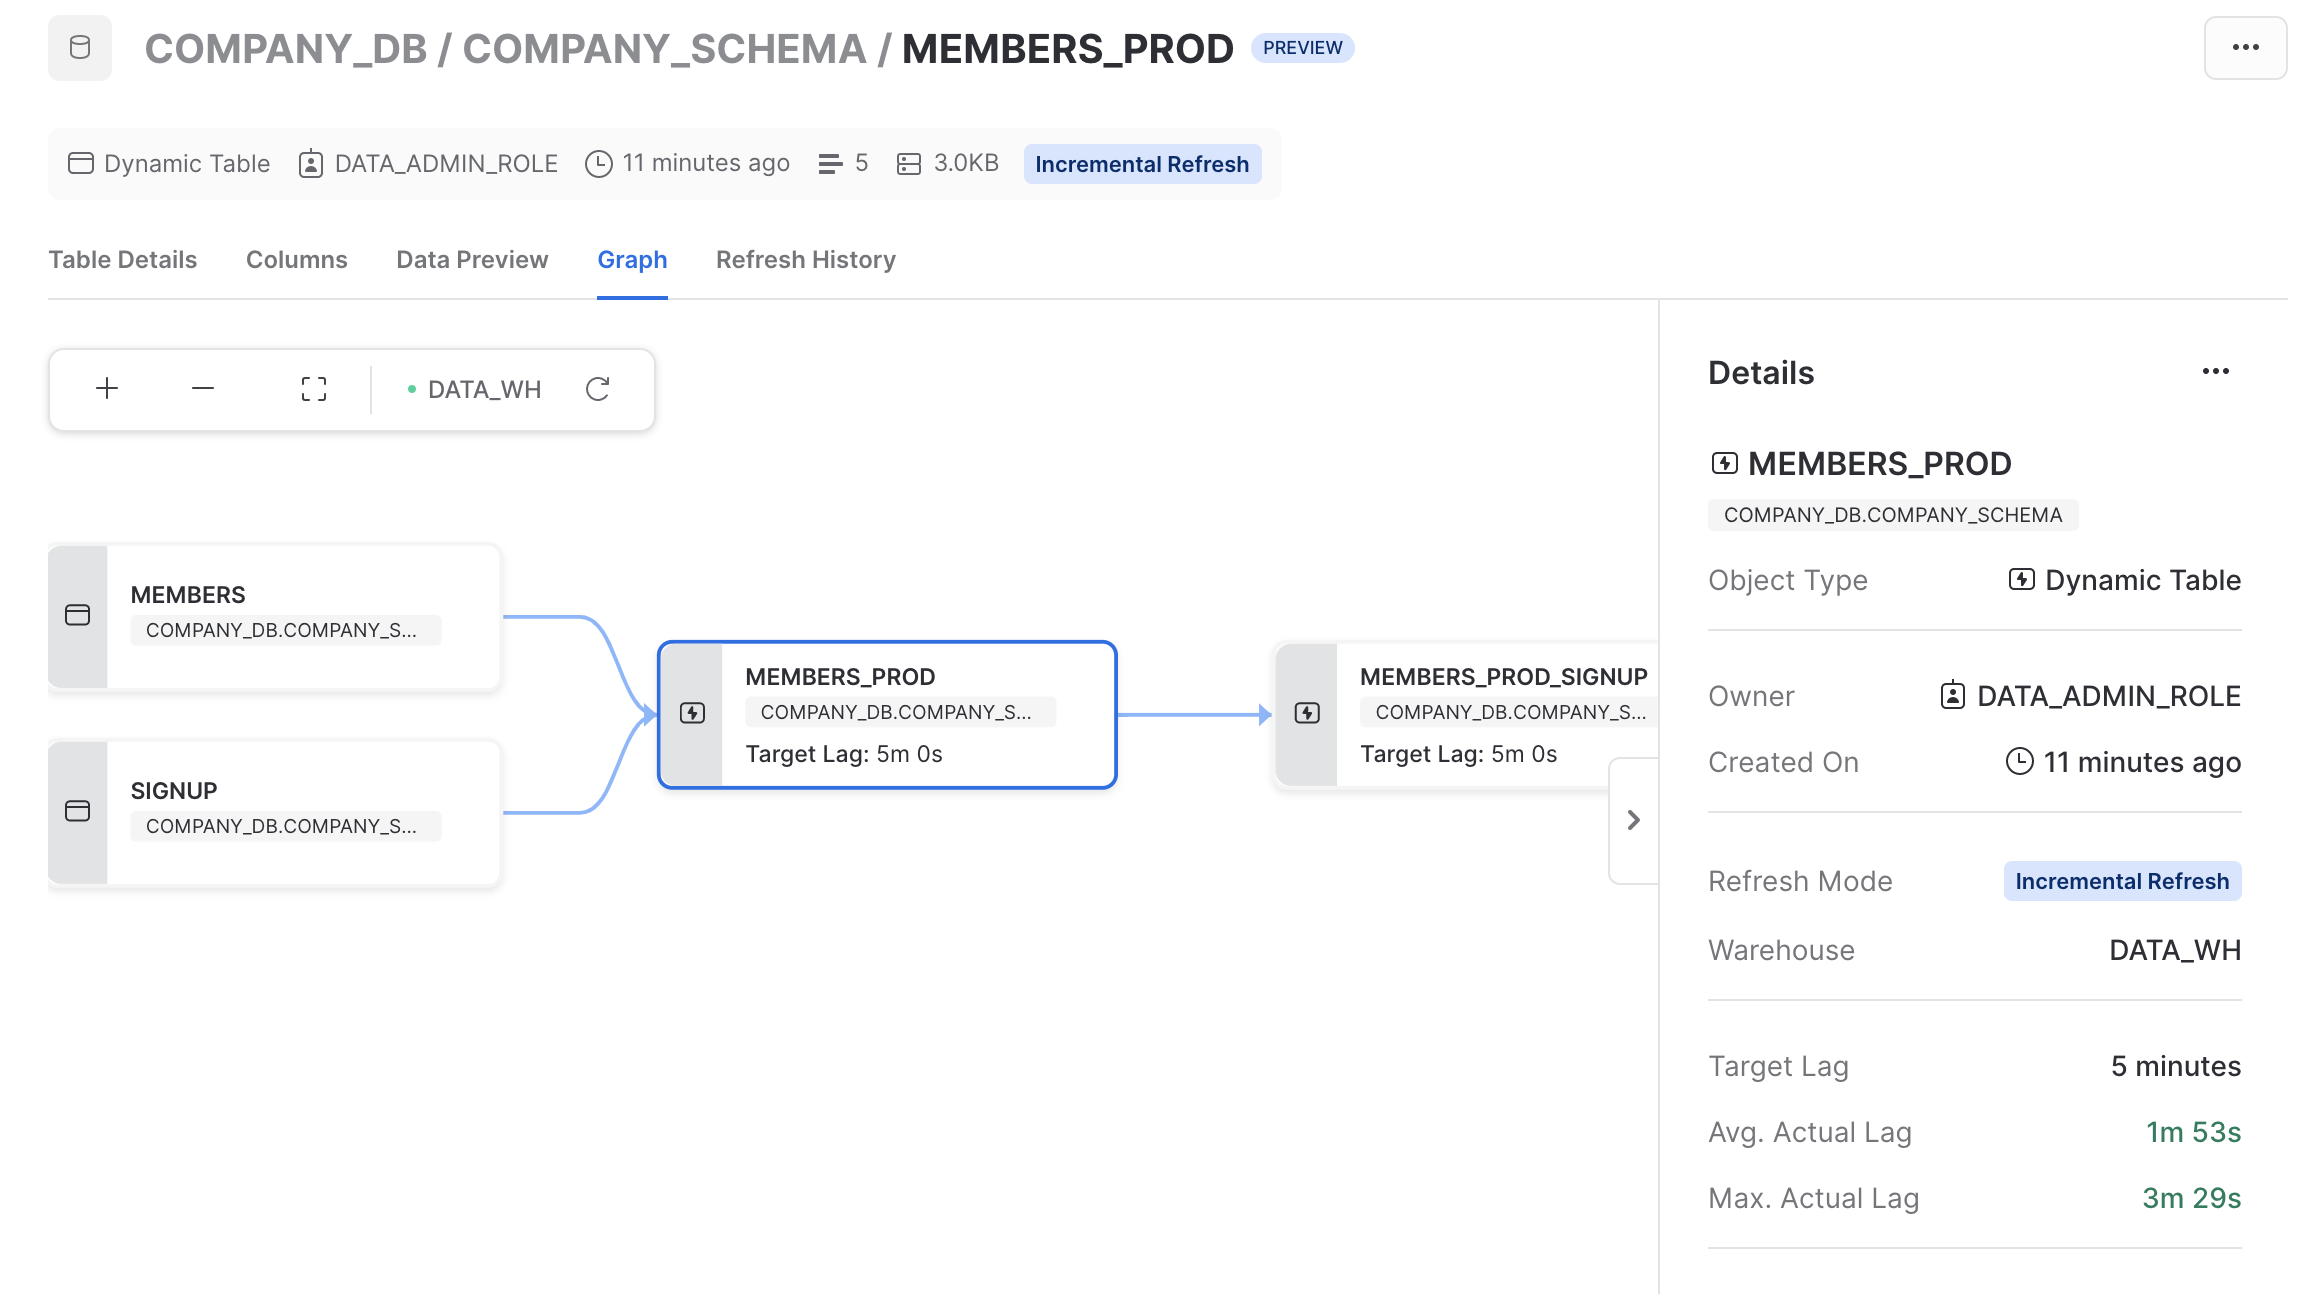 COMPANY_DB / COMPANY_SCHEMA / MEMBERS_PROD PREVIEW
Dynamic Table DATA_ADMIN_ROLE 11 minutes ago 5 3.0KB Incremental Refresh
Table Details Columns Data Preview Graph Refresh History
DATA_WH
MEMBERS
COMPANY_DB.COMPANY_S...
SIGNUP
COMPANY_DB.COMPANY_S...
MEMBERS_PROD
COMPANY_DB.COMPANY_S...
Target Lag: 5m 0s
MEMBERS_PROD_SIGNUP
COMPANY_DB.COMPANY_S...
Target Lag: 5m 0s
Details
MEMBERS_PROD
COMPANY_DB.COMPANY_SCHEMA
Object Type Dynamic Table
Owner DATA_ADMIN_ROLE
Created On 11 minutes ago
Refresh Mode Incremental Refresh
Warehouse DATA_WH
Target Lag 5 minutes
Avg. Actual Lag 1m 53s
Max. Actual Lag 3m 29s